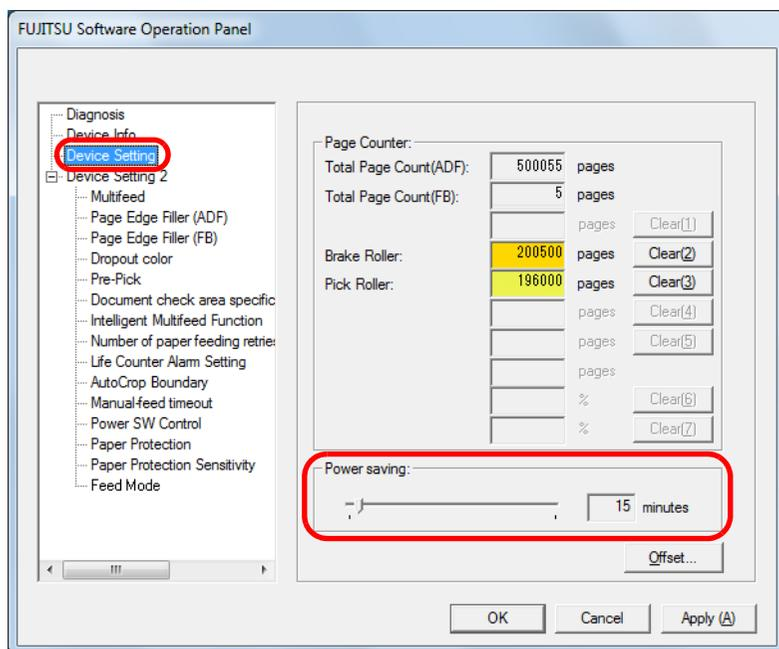 FUJITSU Software Operation Panel
Diagnosis
Device Info
Device Setting
Device Setting 2
Multifeed
Page Edge Filler (ADF)
Page Edge Filler (FB)
Dropout color
Pre-Pick
Document check area specific
Intelligent Multifeed Function
Number of paper feeding retries
Life Counter Alarm Setting
AutoCrop Boundary
Manual-feed timeout
Power SW Control
Paper Protection
Paper Protection Sensitivity
Feed Mode
Page Counter:
Total Page Count(ADF): 500055 pages
Total Page Count(FB): 5 pages
pages Clear(1)
Brake Roller: 200500 pages Clear(2)
Pick Roller: 196000 pages Clear(3)
pages Clear(4)
pages Clear(5)
pages
% Clear(6)
% Clear(7)
Power saving:
15 minutes
Offset...
OK Cancel Apply (A)